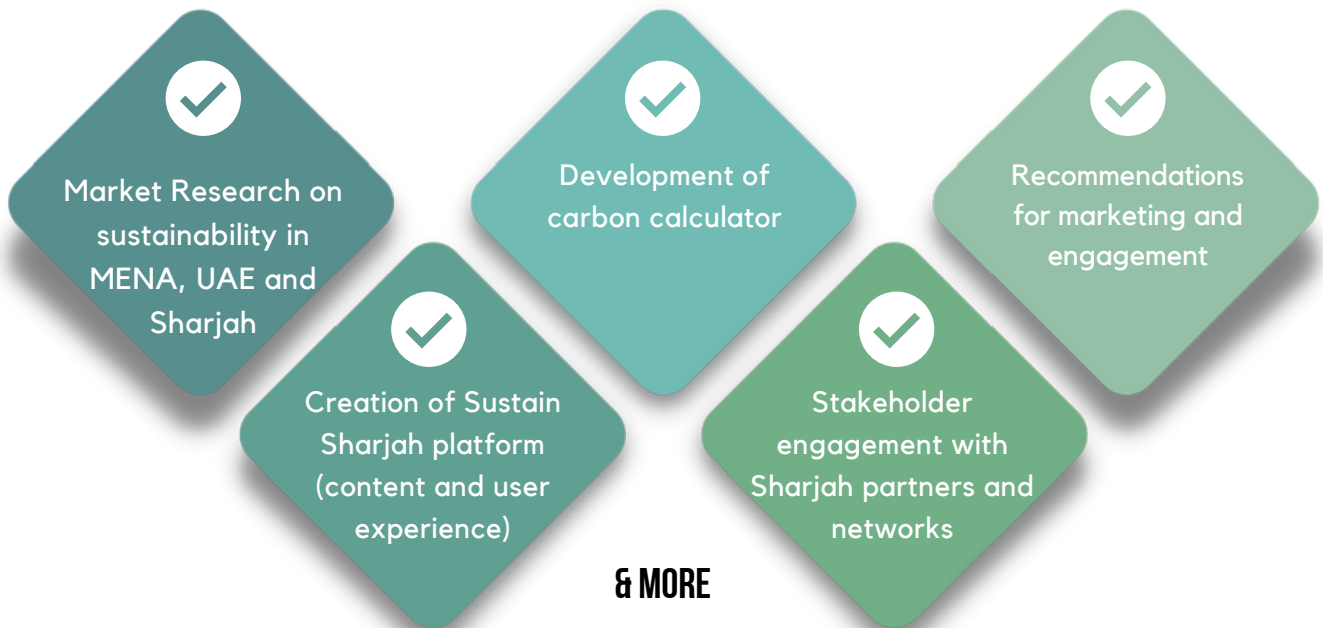 Market Research on
sustainability in
MENA, UAE and
Sharjah
Creation of Sustain
Sharjah platform
(content and user
experience)
Development of
carbon calculator
Stakeholder
engagement with
Sharjah partners and
networks
Recommendations
for marketing and
engagement
& MORE